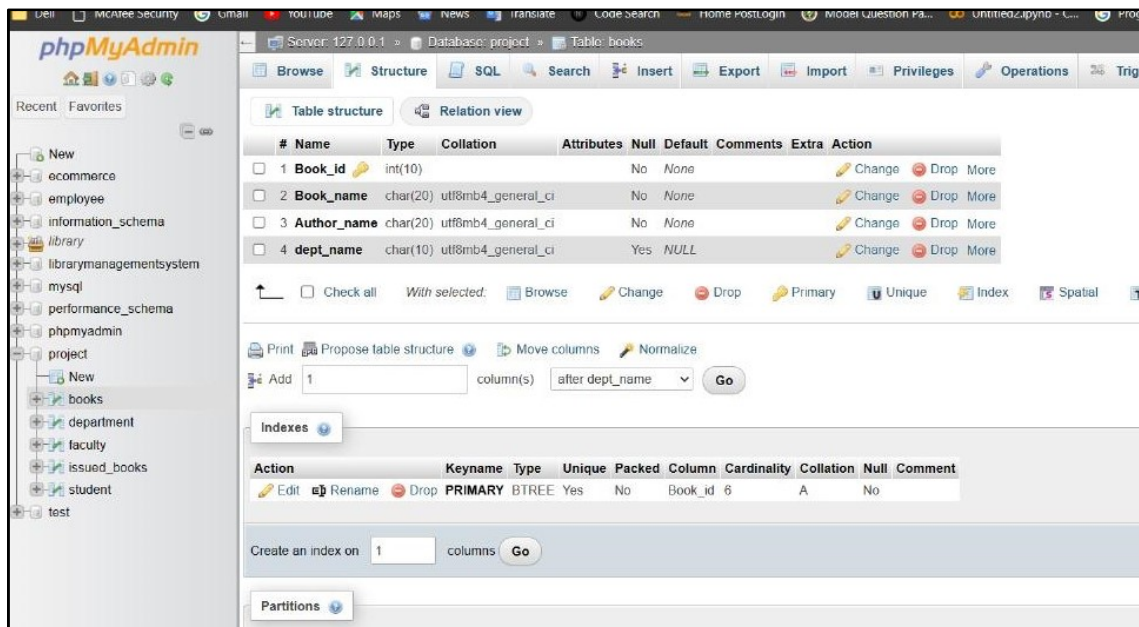 Dell McAfee Security Gmail YouTube Maps News Translate Code Search Home PostLogin Model Question Pa... Untitled2.ipynb - C...
phpMyAdmin
Recent Favorites
New
ecommerce
employee
information_schema
library
librarymanagementsystem
mysql
performance_schema
phpmyadmin
project
New
books
department
faculty
issued_books
student
test
Server: 127.0.0.1 » Database: project » Table: books
Browse Structure SQL Search Insert Export Import Privileges Operations
Table structure Relation view
# Name Type Collation Attributes Null Default Comments Extra Action
1 Book_id int(10) No None Change Drop More
2 Book_name char(20) utf8mb4_general_ci No None Change Drop More
3 Author_name char(20) utf8mb4_general_ci No None Change Drop More
4 dept_name char(10) utf8mb4_general_ci Yes NULL Change Drop More
Check all With selected: Browse Change Drop Primary Unique Index Spatial
Print Propose table structure Move columns Normalize
Add 1 column(s) after dept_name Go
Indexes
Action Keyname Type Unique Packed Column Cardinality Collation Null Comment
Edit Rename Drop PRIMARY BTREE Yes No Book_id 6 A No
Create an index on 1 columns Go
Partitions